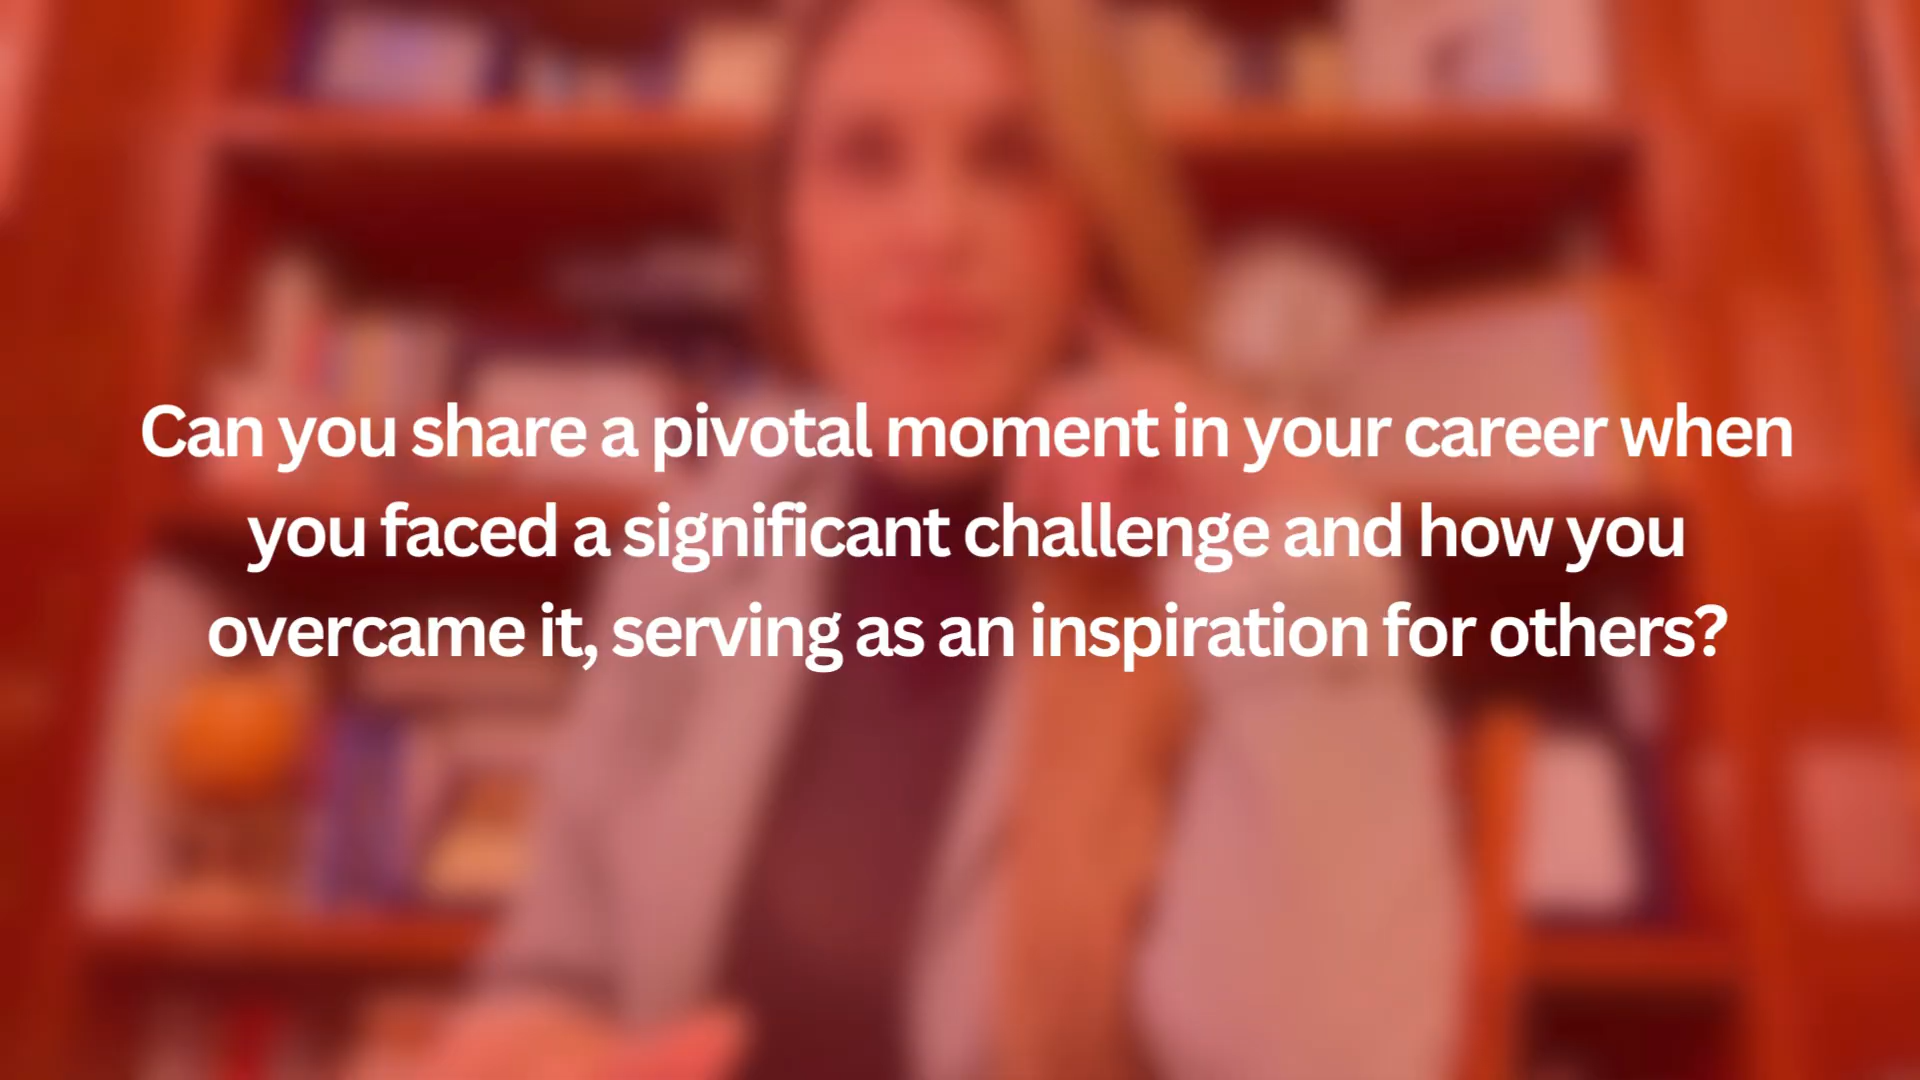 Can you share a pivotal moment in your career when
you faced a significant challenge and how you
overcame it, serving as an inspiration for others?